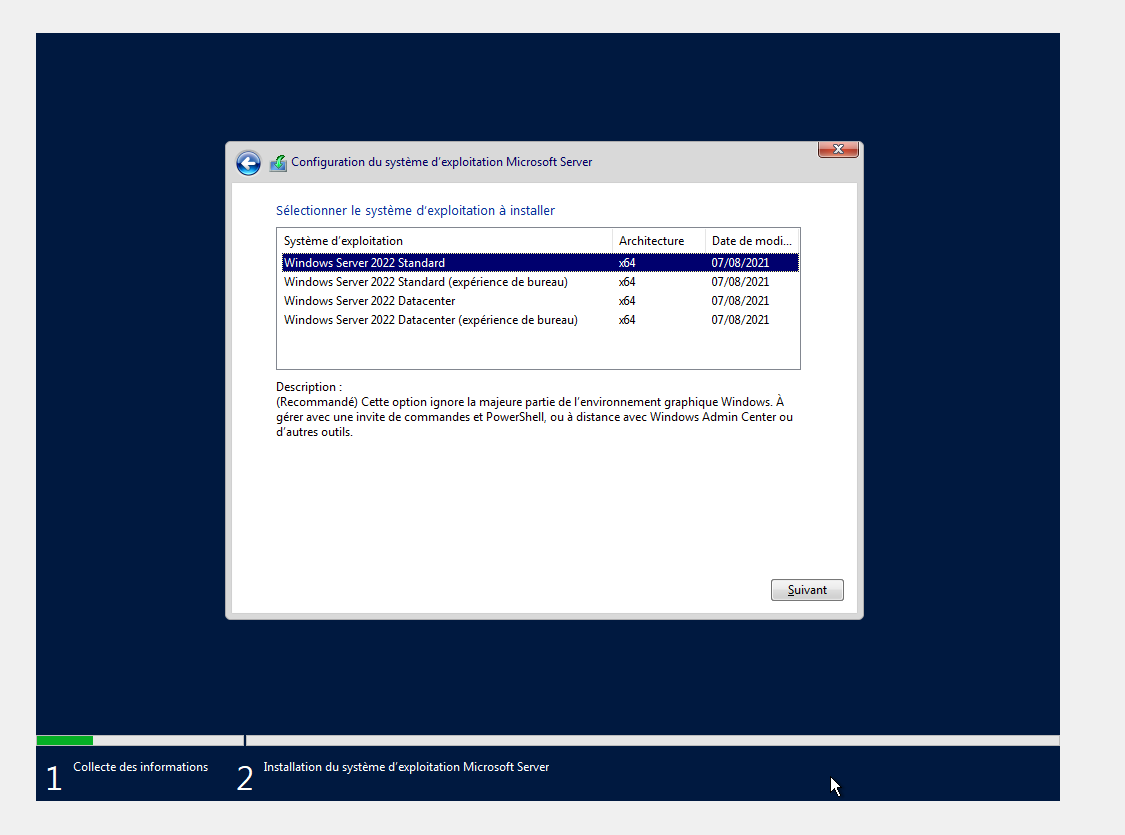 Configuration du système d'exploitation Microsoft Server
Sélectionner le système d'exploitation à installer
Système d'exploitation Architecture Date de modi...
Windows Server 2022 Standard x64 07/08/2021
Windows Server 2022 Standard (expérience de bureau) x64 07/08/2021
Windows Server 2022 Datacenter x64 07/08/2021
Windows Server 2022 Datacenter (expérience de bureau) x64 07/08/2021
Description :
(Recommandé) Cette option ignore la majeure partie de l'environnement graphique Windows. À
gérer avec une invite de commandes et PowerShell, ou à distance avec Windows Admin Center ou
d'autres outils.
Suivant
1 Collecte des informations 2 Installation du système d'exploitation Microsoft Server